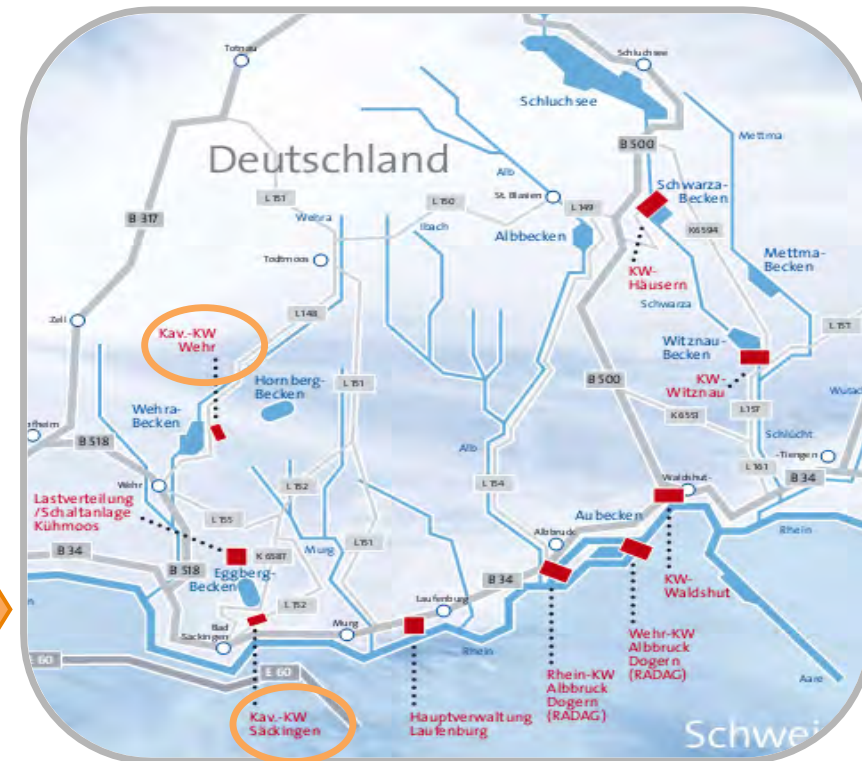 Totnau
Schluchsee
Schluchsee
Mettma
Deutschland
B 500
Alb
Schwarza-
Becken
L 151
L 150
St. Blasien
L 149
B 317
Wehra
Ibach
Albbecken
K 6594
Mettma-
Becken
Todtmoos
KW-
Häusern
Schwarza
Zell
L 148
L 157
Kav.-KW
Wehr
Witznau-
Becken
Hornberg-
Becken
L 151
B 500
KW-
Witznau
Wehra-
Becken
K 6551
L 157
B 518
Alb
Schlücht
-Tiengen
Wehr
L 152
L 154
Waldshut-
L 161
B 34
Lastverteilung
/Schaltanlage
Kühmoos
L 155
Aubecken
Murg
L 151
Albbruck
Rhein
B 34
K 6587
B 518
Eggberg-
Becken
B 34
KW-
Waldshut
L 152
Laufenburg
Bad
Säckingen
Murg
Wehr-KW
Albbruck
Dogern
(RADAG)
Rhein
E 60
E 60
Rhein-KW
Albbruck
Dogern
(RADAG)
Aare
Kav.-KW
Säckingen
Hauptverwaltung
Laufenburg
Schwei